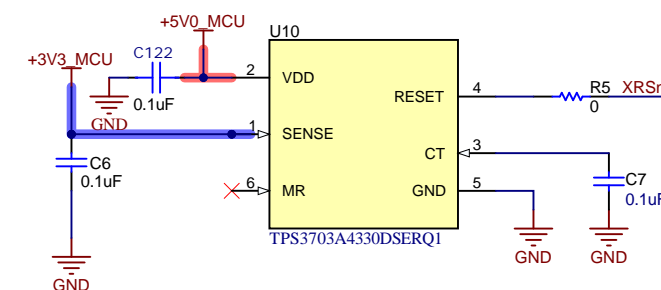 +5V0_MCU
U10
+3V3_MCU
C122
2
VDD
0.1uF
GND
RESET
4
R5
XRSn
0
1
SENSE
CT
3
C6
0.1uF
C7
0.1uF
6
MR
GND
5
TPS3703A4330DSERQ1
GND
GND
GND